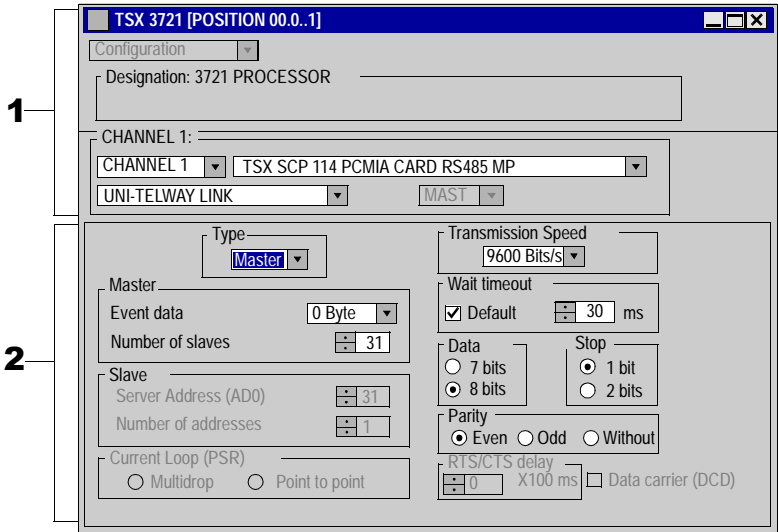 TSX 3721 [POSITION 00.0..1]
Configuration
Designation: 3721 PROCESSOR
1
CHANNEL 1:
CHANNEL 1 TSX SCP 114 PCMIA CARD RS485 MP
UNI-TELWAY LINK MAST
2
Type
Master
Transmission Speed
9600 Bits/s
Master
Event data 0 Byte
Number of slaves 31
Wait timeout
Default 30 ms
Data
7 bits
8 bits
Stop
1 bit
2 bits
Slave
Server Address (AD0) 31
Number of addresses 1
Parity
Even Odd Without
Current Loop (PSR)
Multidrop Point to point
RTS/CTS delay
0 X100 ms Data carrier (DCD)